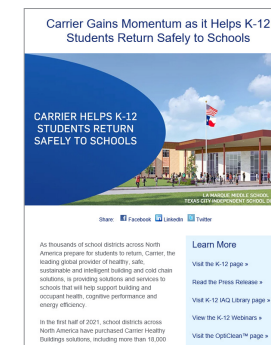 Carrier Gains Momentum as it Helps K-12
Students Return Safely to Schools
CARRIER HELPS K-12
STUDENTS RETURN
SAFELY TO SCHOOLS
LA MARQUE MIDDLE SCHOOL
TEXAS CITY INDEPENDENT SCHOOL DI
Share: Facebook LinkedIn Twitter
As thousands of school districts across North
America prepare for students to return, Carrier, the
leading global provider of healthy, safe,
sustainable and intelligent building and cold chain
solutions, is providing solutions and services to
schools that will help support building and
occupant health, cognitive performance and
energy efficiency.
In the first half of 2021, school districts across
North America have purchased Carrier Healthy
Buildings solutions, including more than 18,000
Learn More
Visit the K-12 page »
Read the Press Release »
Visit K-12 IAQ Library page »
View the K-12 Webinars »
Visit the OptiClean™ page »